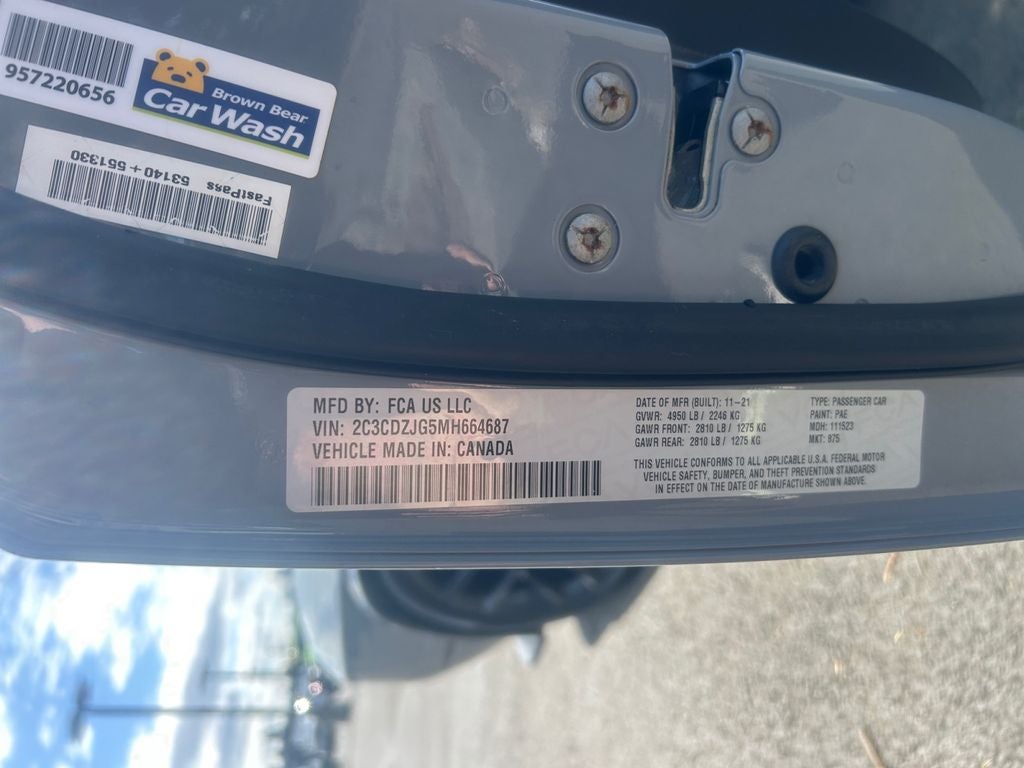 957220656
Brown Bear
Car Wash
FastPass 53140+551330
MFD BY: FCA US LLC
VIN: 2C3CDZJG5MH664687
VEHICLE MADE IN: CANADA
DATE OF MFR (BUILT): 11-21
GVWR: 4950 LB / 2246 KG
GAWR FRONT: 2810 LB / 1275 KG
GAWR REAR: 2810 LB / 1275 KG
TYPE: PASSENGER CAR
PAINT: PAE
MDH: 111523
MKT: 875
THIS VEHICLE CONFORMS TO ALL APPLICABLE U.S.A. FEDERAL MOTOR
VEHICLE SAFETY, BUMPER, AND THEFT PREVENTION STANDARDS
IN EFFECT ON THE DATE OF MANUFACTURE SHOWN ABOVE.